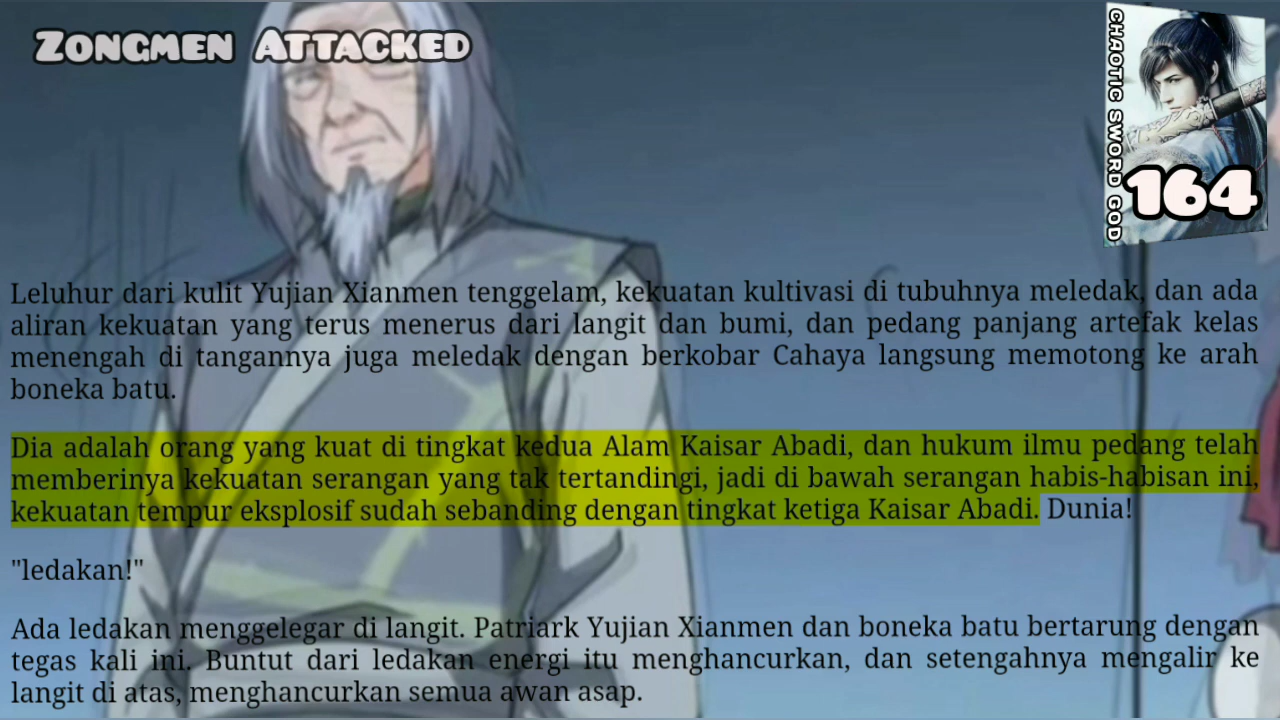 Zongmen Attacked
CHAOTIC SWORD GOD
164
Leluhur dari kulit Yujian Xianmen tenggelam, kekuatan kultivasi di tubuhnya meledak, dan ada
aliran kekuatan yang terus menerus dari langit dan bumi, dan pedang panjang artefak kelas
menengah di tangannya juga meledak dengan berkobar Cahaya langsung memotong ke arah
boneka batu.
Dia adalah orang yang kuat di tingkat kedua Alam Kaisar Abadi, dan hukum ilmu pedang telah
memberinya kekuatan serangan yang tak tertandingi, jadi di bawah serangan habis-habisan ini,
kekuatan tempur eksplosif sudah sebanding dengan tingkat ketiga Kaisar Abadi. Dunia!
"ledakan!"
Ada ledakan menggelegar di langit. Patriark Yujian Xianmen dan boneka batu bertarung dengan
tegas kali ini. Buntut dari ledakan energi itu menghancurkan, dan setengahnya mengalir ke
langit di atas, menghancurkan semua awan asap.